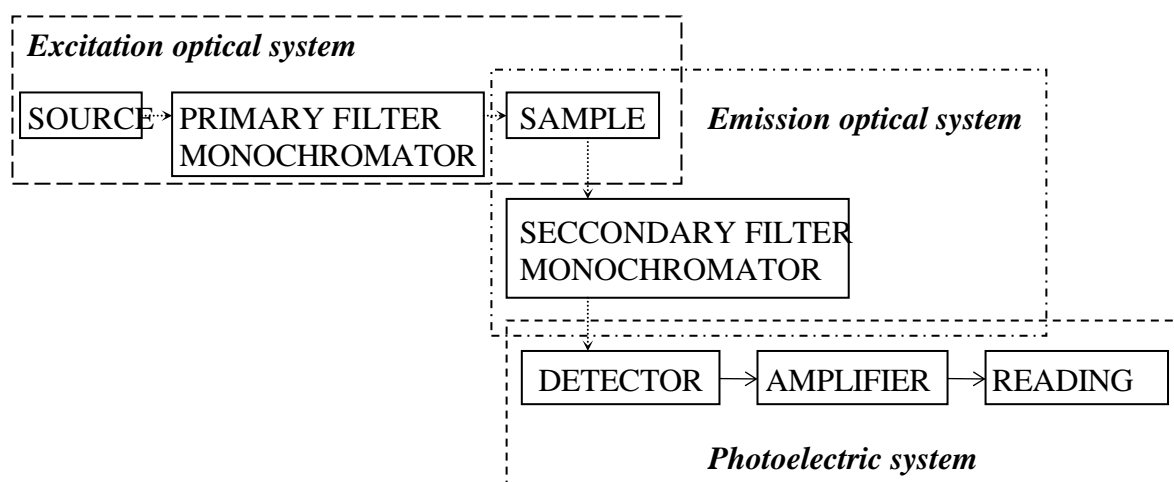 Excitation optical system
SOURCE
PRIMARY FILTER
MONOCHROMATOR
SAMPLE
Emission optical system
SECCONDARY FILTER
MONOCHROMATOR
DETECTOR
AMPLIFIER
READING
Photoelectric system